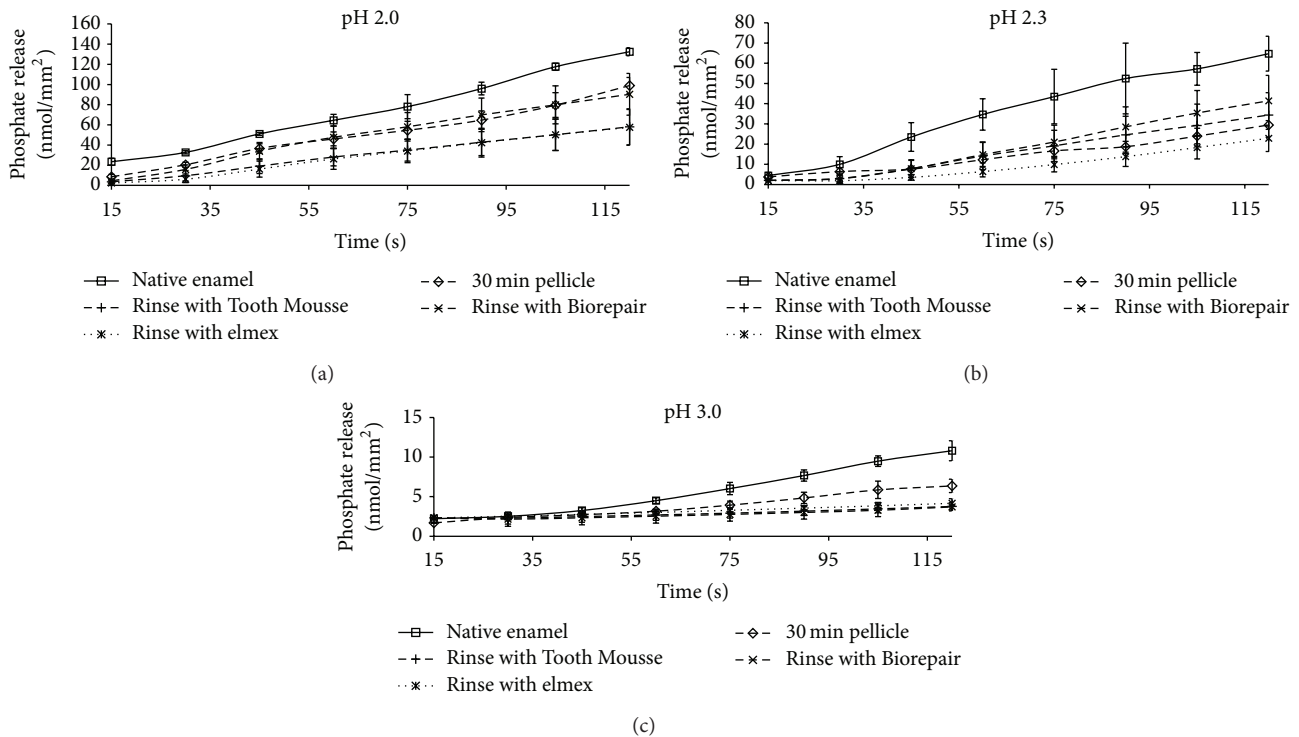 pH 2.0
Phosphate release
(nmol/mm²)
160
140
120
100
80
60
40
20
0
15
35
55
75
95
115
Time (s)
Native enamel
Rinse with Tooth Mousse
Rinse with elmex
30 min pellicle
Rinse with Biorepair
(a)
pH 2.3
Phosphate release
(nmol/mm²)
80
70
60
50
40
30
20
10
0
15
35
55
75
95
115
Time (s)
Native enamel
Rinse with Tooth Mousse
Rinse with elmex
30 min pellicle
Rinse with Biorepair
(b)
pH 3.0
Phosphate release
(nmol/mm²)
15
10
5
0
15
35
55
75
95
115
Time (s)
Native enamel
Rinse with Tooth Mousse
Rinse with elmex
30 min pellicle
Rinse with Biorepair
(c)